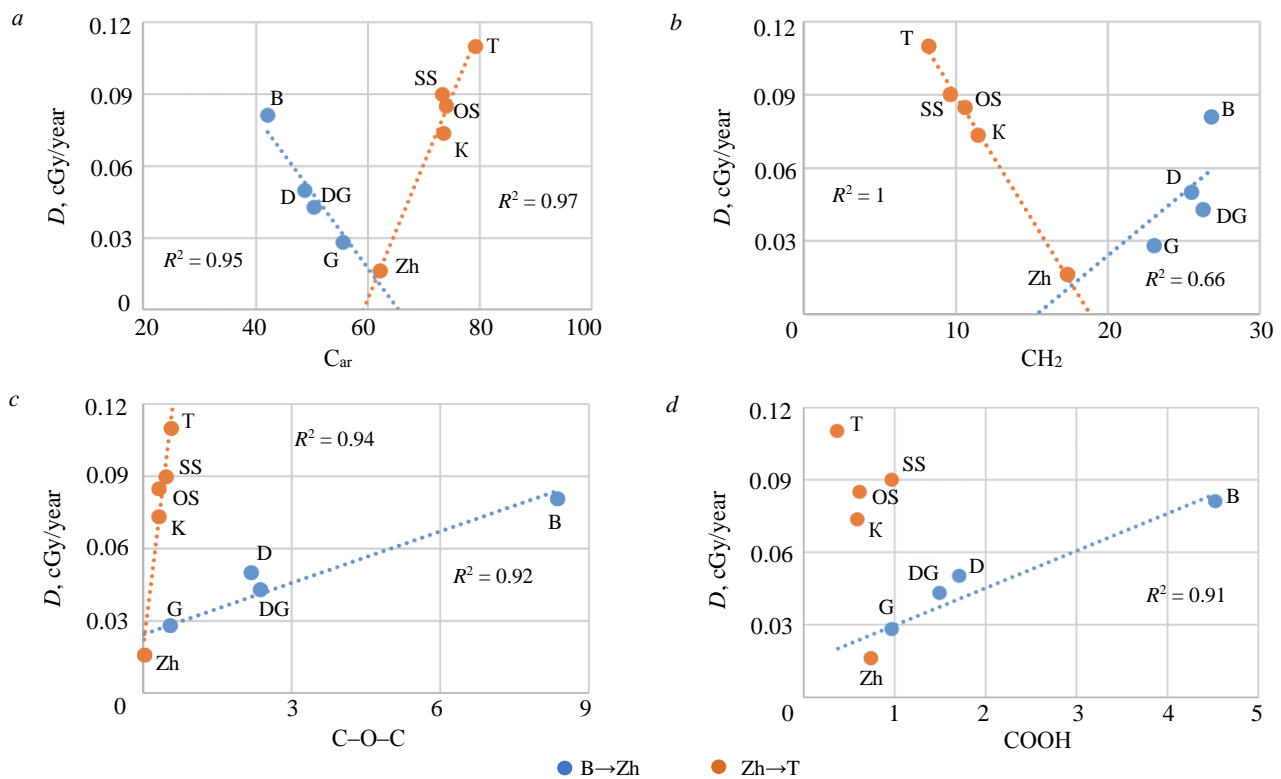 a
D, cGy/year
0.12
0.09
0.06
0.03
0
T
SS
OS
K
B
D
DG
G
Zh
R² = 0.97
R² = 0.95
20
40
60
80
100
Car
b
D, cGy/year
0.12
0.09
0.06
0.03
0
T
SS
OS
K
B
D
DG
G
Zh
R² = 1
R² = 0.66
0
10
20
30
CH2
c
D, cGy/year
0.12
0.09
0.06
0.03
0
T
SS
OS
K
B
D
DG
G
Zh
R² = 0.94
R² = 0.92
3
6
9
C–O–C
d
D, cGy/year
0.12
0.09
0.06
0.03
0
T
SS
OS
K
B
DG
D
G
Zh
R² = 0.91
0
1
2
3
4
5
COOH
B→Zh
Zh→T